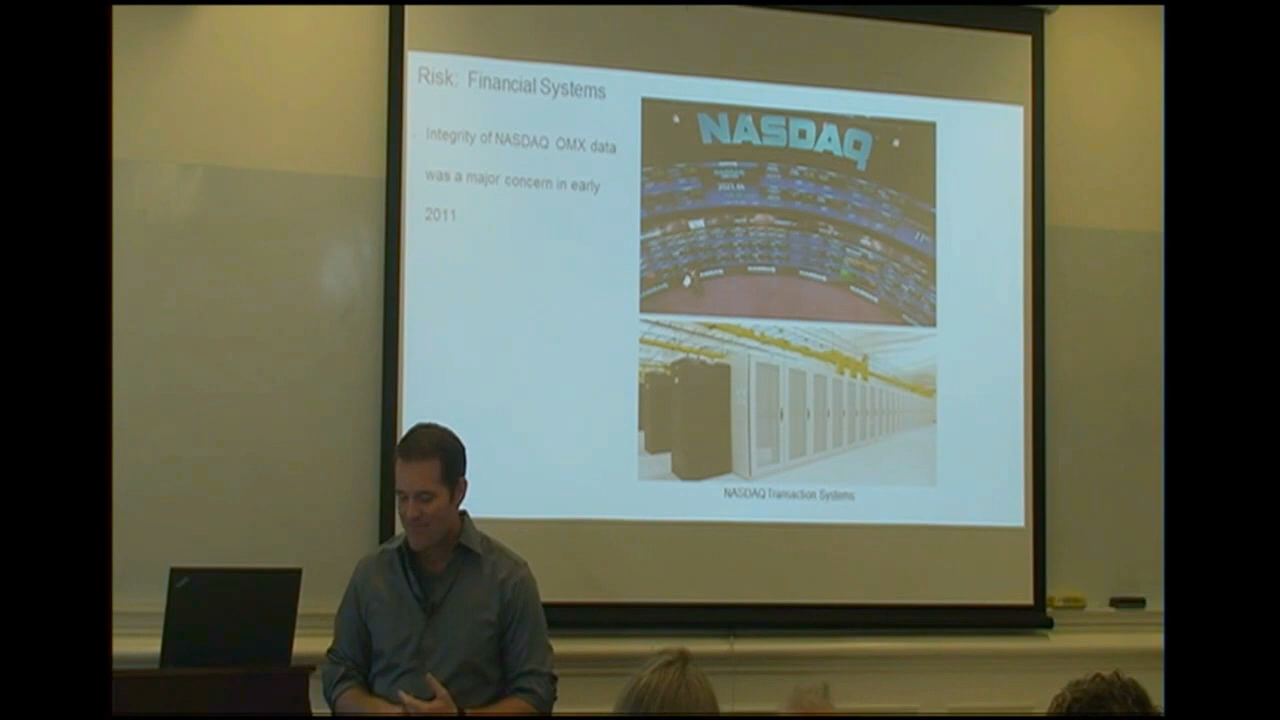 Risk: Financial Systems
Integrity of NASDAQ OMX data
was a major concern in early
2011
NASDAQ
NASDAQ Transaction Systems